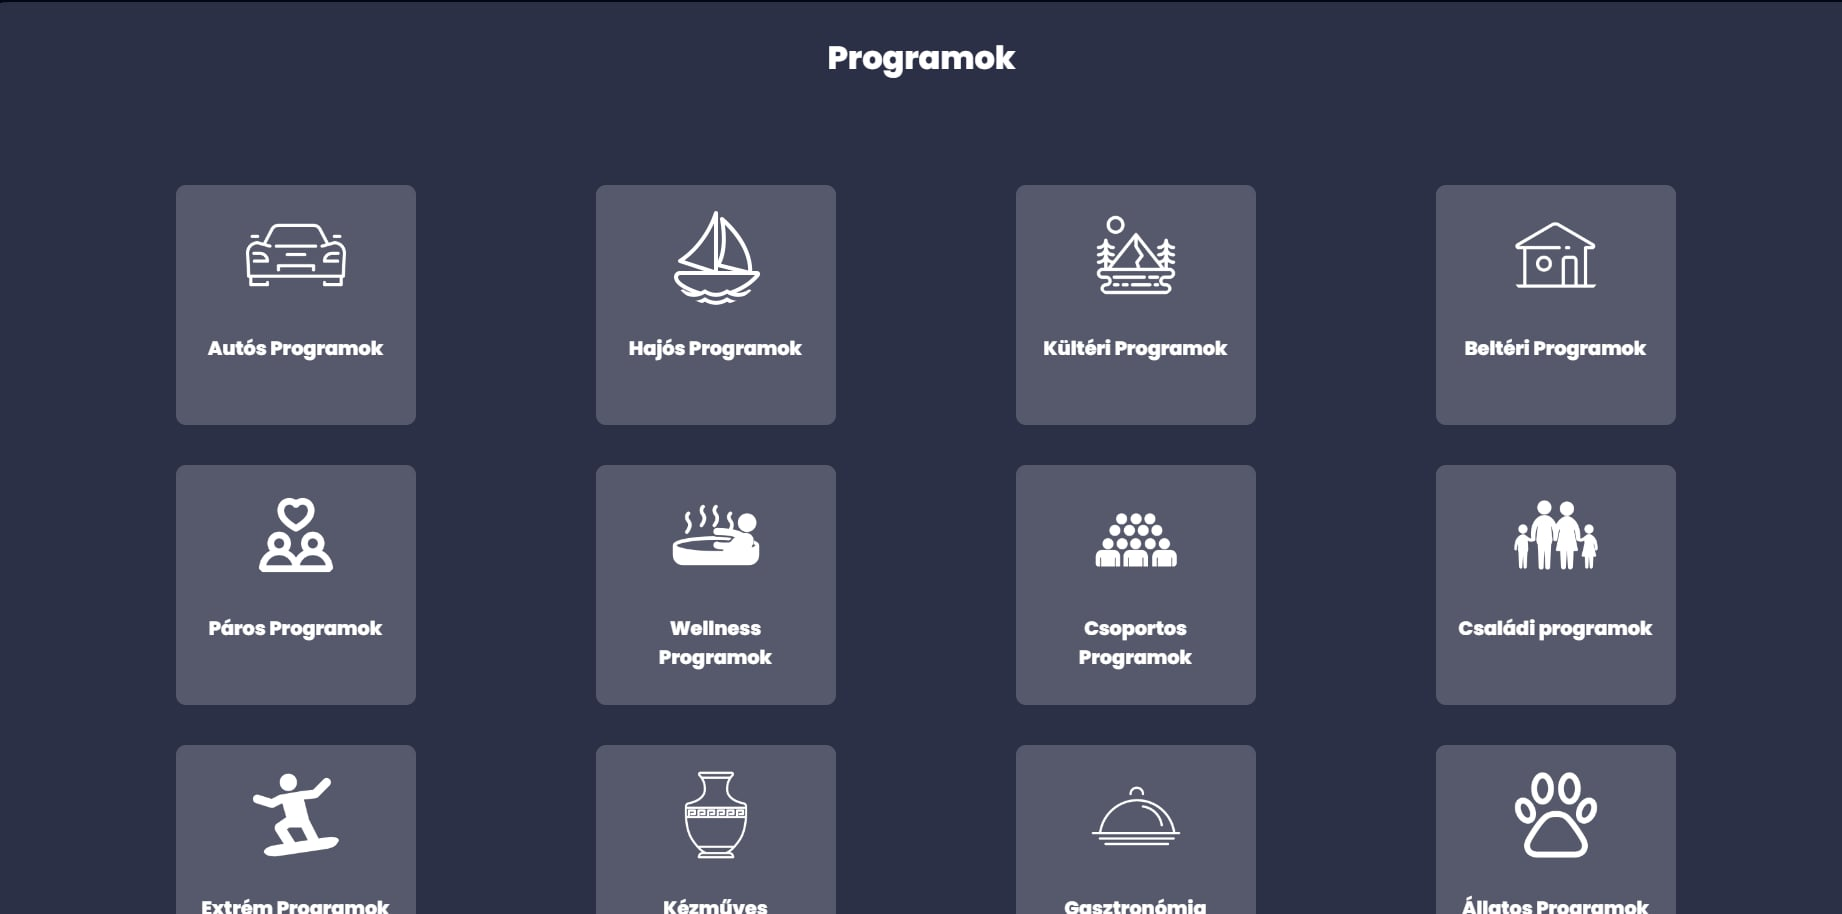 Programok
Autós Programok
Hajós Programok
Kültéri Programok
Beltéri Programok
Páros Programok
Wellness
Programok
Csoportos
Programok
Családi programok
Extrém Programok
Kézműves
Gasztronómia
Állatos Programok